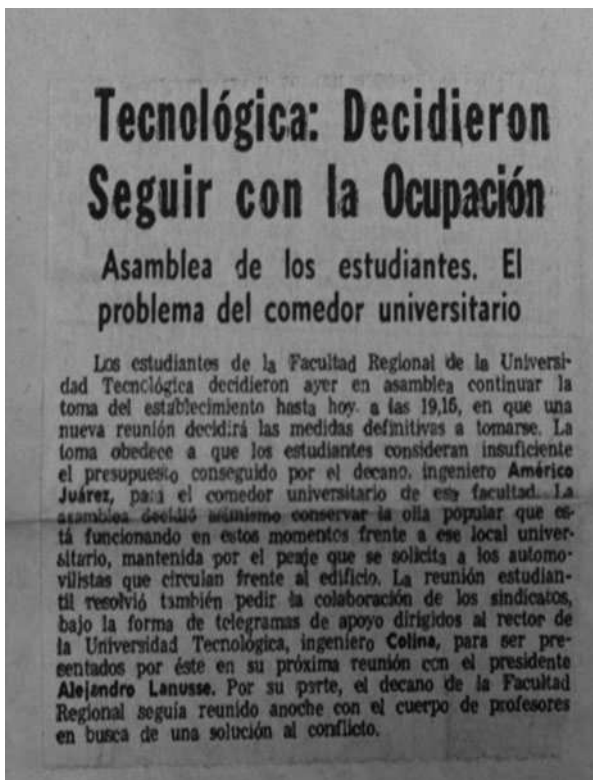 Tecnológica: Decidieron
Seguir con la Ocupación
Asamblea de los estudiantes. El
problema del comedor universitario
Los estudiantes de la Facultad Regional de la Universi-
dad Tecnológica decidieron ayer en asamblea continuar la
toma del establecimiento hasta hoy a las 19,15, en que una
nueva reunión decidirá las medidas definitivas a tomarse. La
toma obedece a que los estudiantes consideran insuficiente
el presupuesto conseguido por el decano, ingeniero Américo
Juárez, para el comedor universitario de esa facultad. La
asamblea decidió asimismo conservar la olla popular que es-
tá funcionando en estos momentos frente a ese local univer-
sitario, mantenida por el peaje que se solicita a los automo-
vilistas que circulan frente al edificio. La reunión estudian-
til resolvió también pedir la colaboración de los sindicatos,
bajo la forma de telegramas de apoyo dirigidos al rector de
la Universidad Tecnológica, ingeniero Colina, para ser pre-
sentados por éste en su próxima reunión con el presidente
Alejandro Lanusse. Por su parte, el decano de la Facultad
Regional seguía reunido anoche con el cuerpo de profesores
en busca de una solución al conflicto.